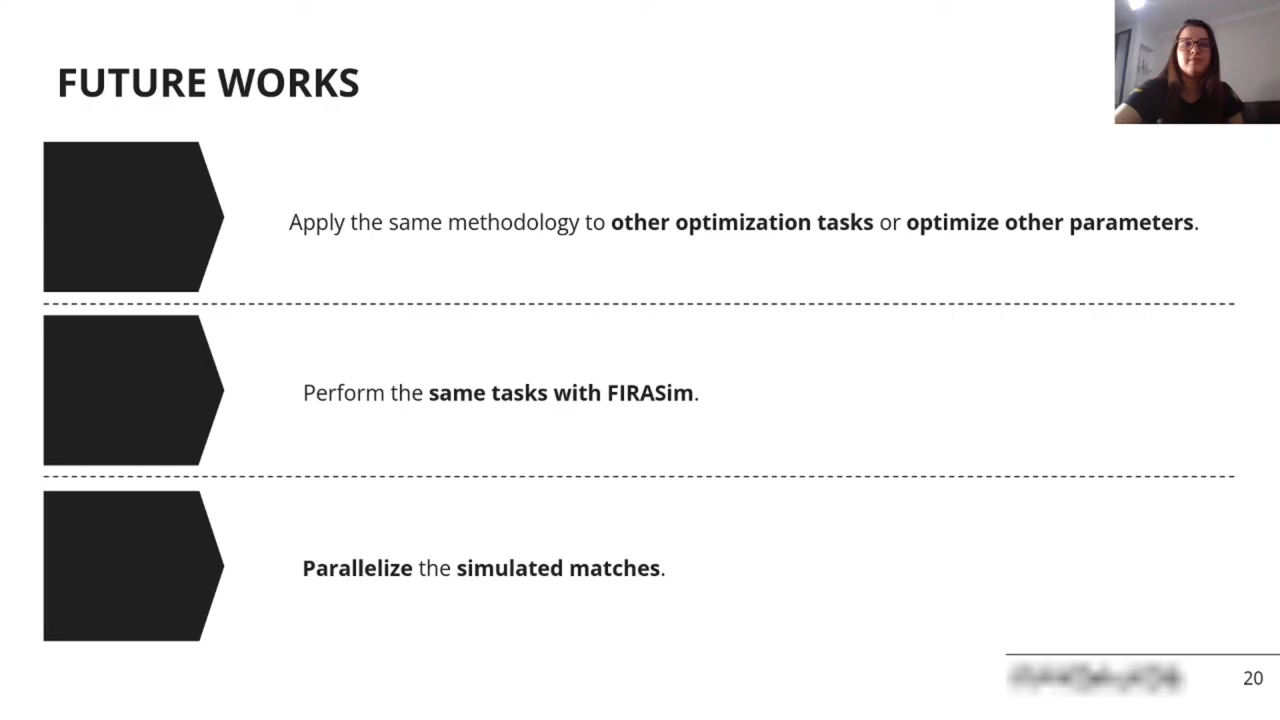 FUTURE WORKS
Apply the same methodology to other optimization tasks or optimize other parameters.
Perform the same tasks with FIRASim.
Parallelize the simulated matches.
20